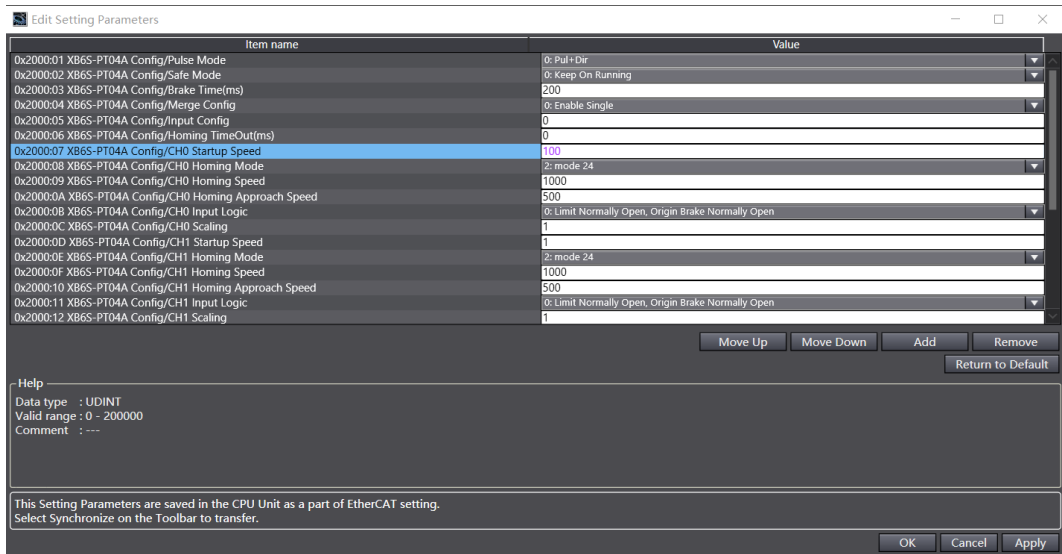 Edit Setting Parameters
Item name Value
0x2000:01 XB6S-PT04A Config/Pulse Mode 0: Pul+Dir
0x2000:02 XB6S-PT04A Config/Safe Mode 0: Keep On Running
0x2000:03 XB6S-PT04A Config/Brake Time(ms) 200
0x2000:04 XB6S-PT04A Config/Merge Config 0: Enable Single
0x2000:05 XB6S-PT04A Config/Input Config 0
0x2000:06 XB6S-PT04A Config/Homing TimeOut(ms) 0
0x2000:07 XB6S-PT04A Config/CH0 Startup Speed 100
0x2000:08 XB6S-PT04A Config/CH0 Homing Mode 2: mode 24
0x2000:09 XB6S-PT04A Config/CH0 Homing Speed 1000
0x2000:0A XB6S-PT04A Config/CH0 Homing Approach Speed 500
0x2000:0B XB6S-PT04A Config/CH0 Input Logic 0: Limit Normally Open, Origin Brake Normally Open
0x2000:0C XB6S-PT04A Config/CH0 Scaling 1
0x2000:0D XB6S-PT04A Config/CH1 Startup Speed 1
0x2000:0E XB6S-PT04A Config/CH1 Homing Mode 2: mode 24
0x2000:0F XB6S-PT04A Config/CH1 Homing Speed 1000
0x2000:10 XB6S-PT04A Config/CH1 Homing Approach Speed 500
0x2000:11 XB6S-PT04A Config/CH1 Input Logic 0: Limit Normally Open, Origin Brake Normally Open
0x2000:12 XB6S-PT04A Config/CH1 Scaling 1
Move Up Move Down Add Remove
Return to Default
Help
Data type : UDINT
Valid range : 0 - 200000
Comment : ---
This Setting Parameters are saved in the CPU Unit as a part of EtherCAT setting.
Select Synchronize on the Toolbar to transfer.
OK Cancel Apply